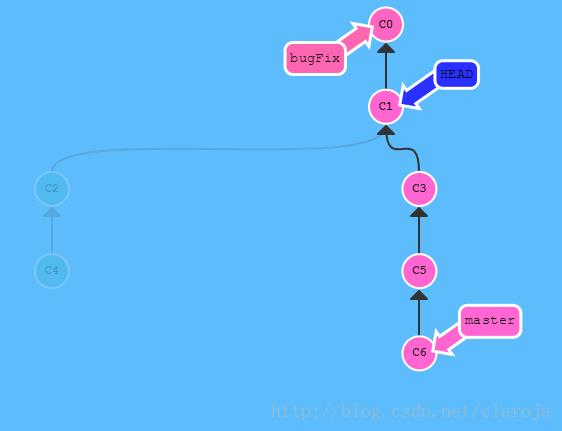 C0
bugFix
HEAD
C1
C2
C3
C4
C5
master
C6
http://blog.csdn.net/claroja